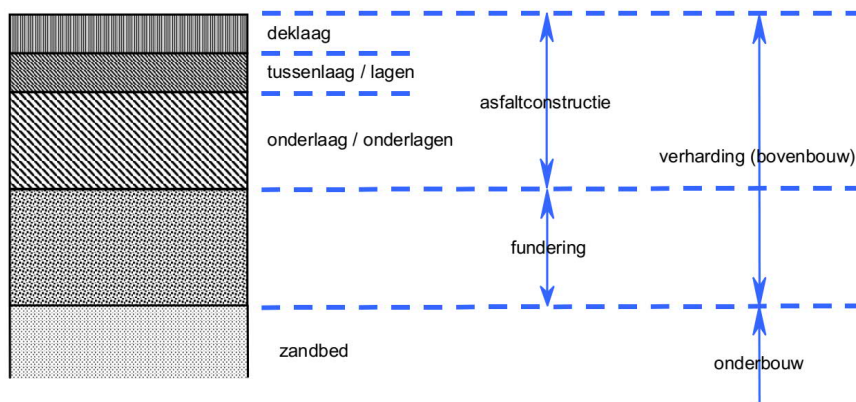 deklaag
tussenlaag / lagen
asfaltconstructie
onderlaag / onderlagen
verharding (bovenbouw)
fundering
zandbed
onderbouw